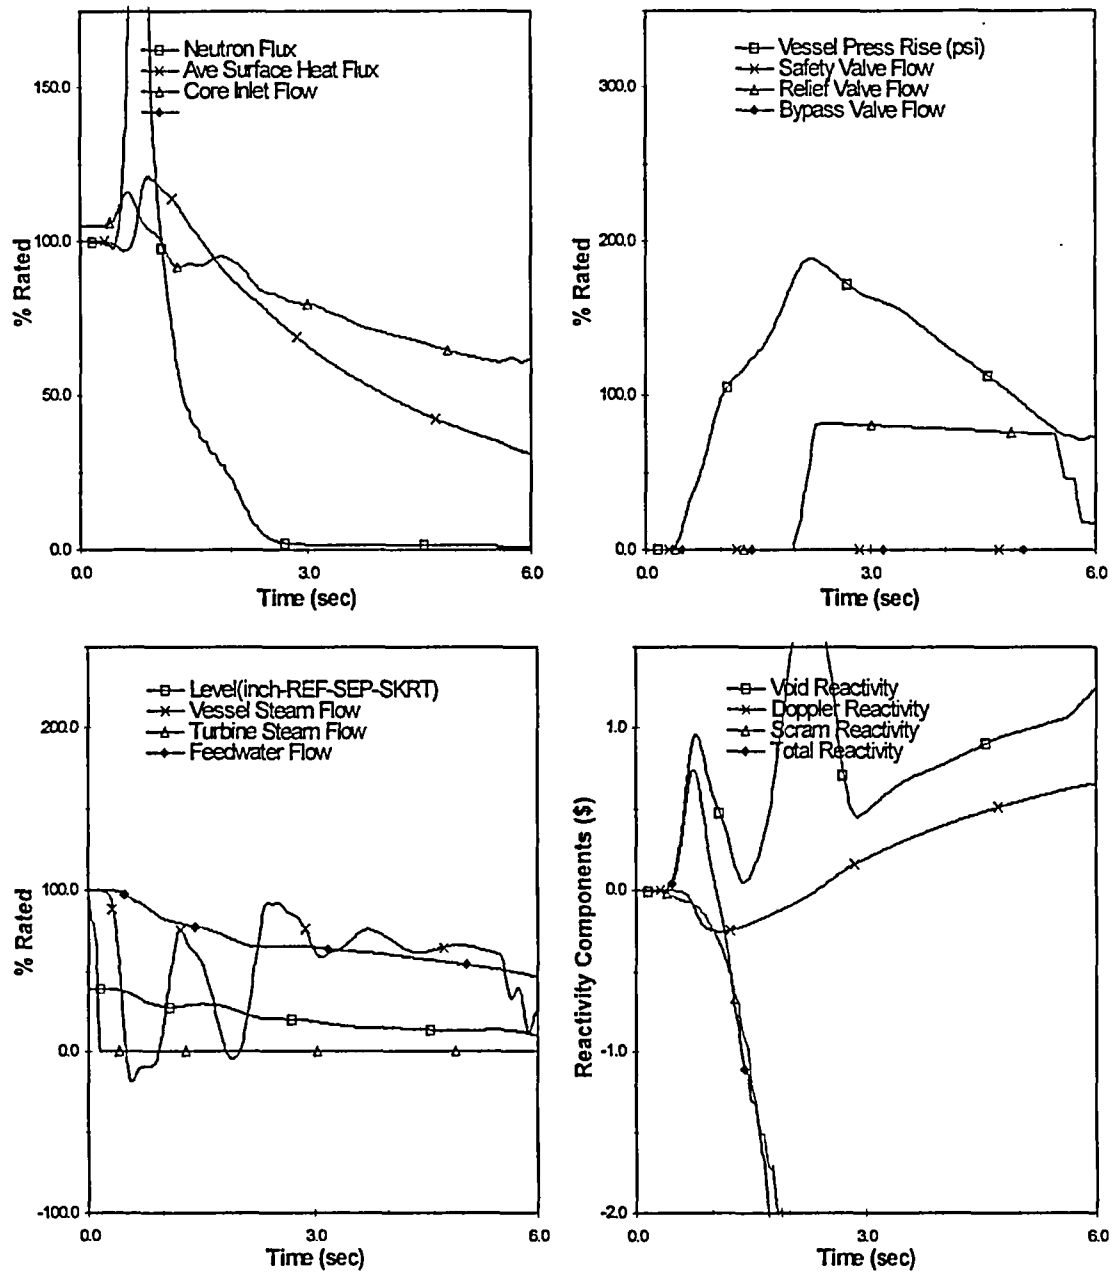 Neutron Flux
Ave Surface Heat Flux
Core Inlet Flow
150.0
100.0
50.0
0.0
% Rated
0.0
3.0
6.0
Time (sec)
Vessel Press Rise (psi)
Safety Valve Flow
Relief Valve Flow
Bypass Valve Flow
300.0
200.0
100.0
0.0
% Rated
0.0
3.0
6.0
Time (sec)
Level(inch-REF-SEP-SKRT)
Vessel Steam Flow
Turbine Steam Flow
Feedwater Flow
200.0
100.0
0.0
-100.0
% Rated
0.0
3.0
6.0
Time (sec)
Void Reactivity
Doppler Reactivity
Scram Reactivity
Total Reactivity
1.0
0.0
-1.0
-2.0
Reactivity Components ($)
0.0
3.0
6.0
Time (sec)